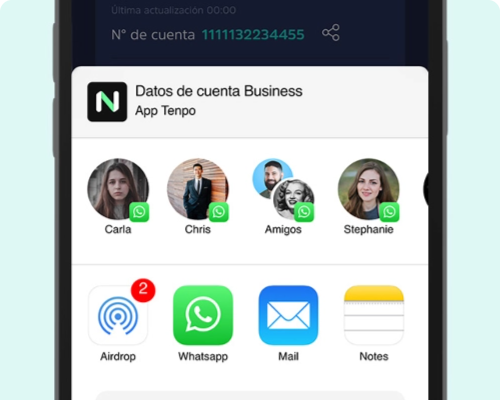 Última actualización 00:00
N° de cuenta 1111132234455
N
Datos de cuenta Business
App Tenpo
Carla
Chris
Amigos
Stephanie
2
Airdrop
Whatsapp
Mail
Notes